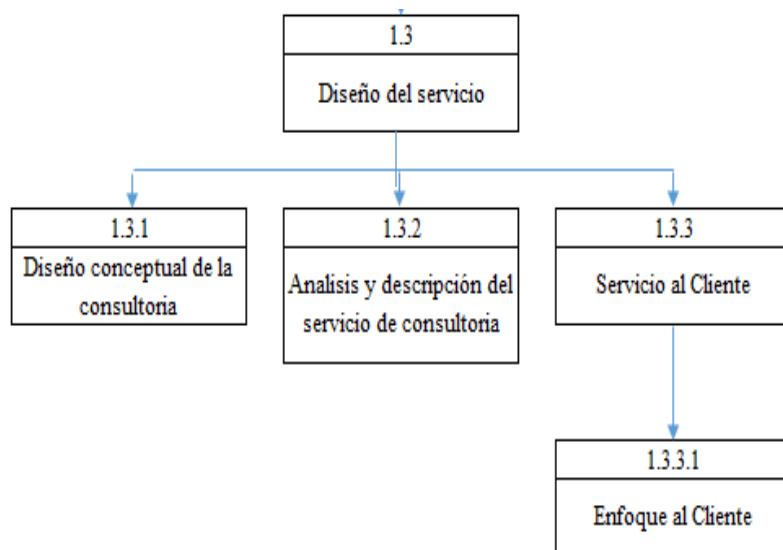 1.3
Diseño del servicio
1.3.1
Diseño conceptual de la
consultoria
1.3.2
Analisis y descripción del
servicio de consultoria
1.3.3
Servicio al Cliente
1.3.3.1
Enfoque al Cliente